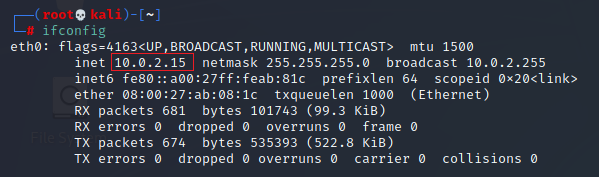 ┌──(root💀kali)-[~]
└─# ifconfig
eth0: flags=4163<UP,BROADCAST,RUNNING,MULTICAST>  mtu 1500
inet 10.0.2.15  netmask 255.255.255.0  broadcast 10.0.2.255
inet6 fe80::a00:27ff:feab:81c  prefixlen 64  scopeid 0×20<link>
ether 08:00:27:ab:08:1c  txqueuelen 1000  (Ethernet)
RX packets 681  bytes 101743 (99.3 KiB)
RX errors 0  dropped 0  overruns 0  frame 0
TX packets 674  bytes 535393 (522.8 KiB)
TX errors 0  dropped 0 overruns 0  carrier 0  collisions 0